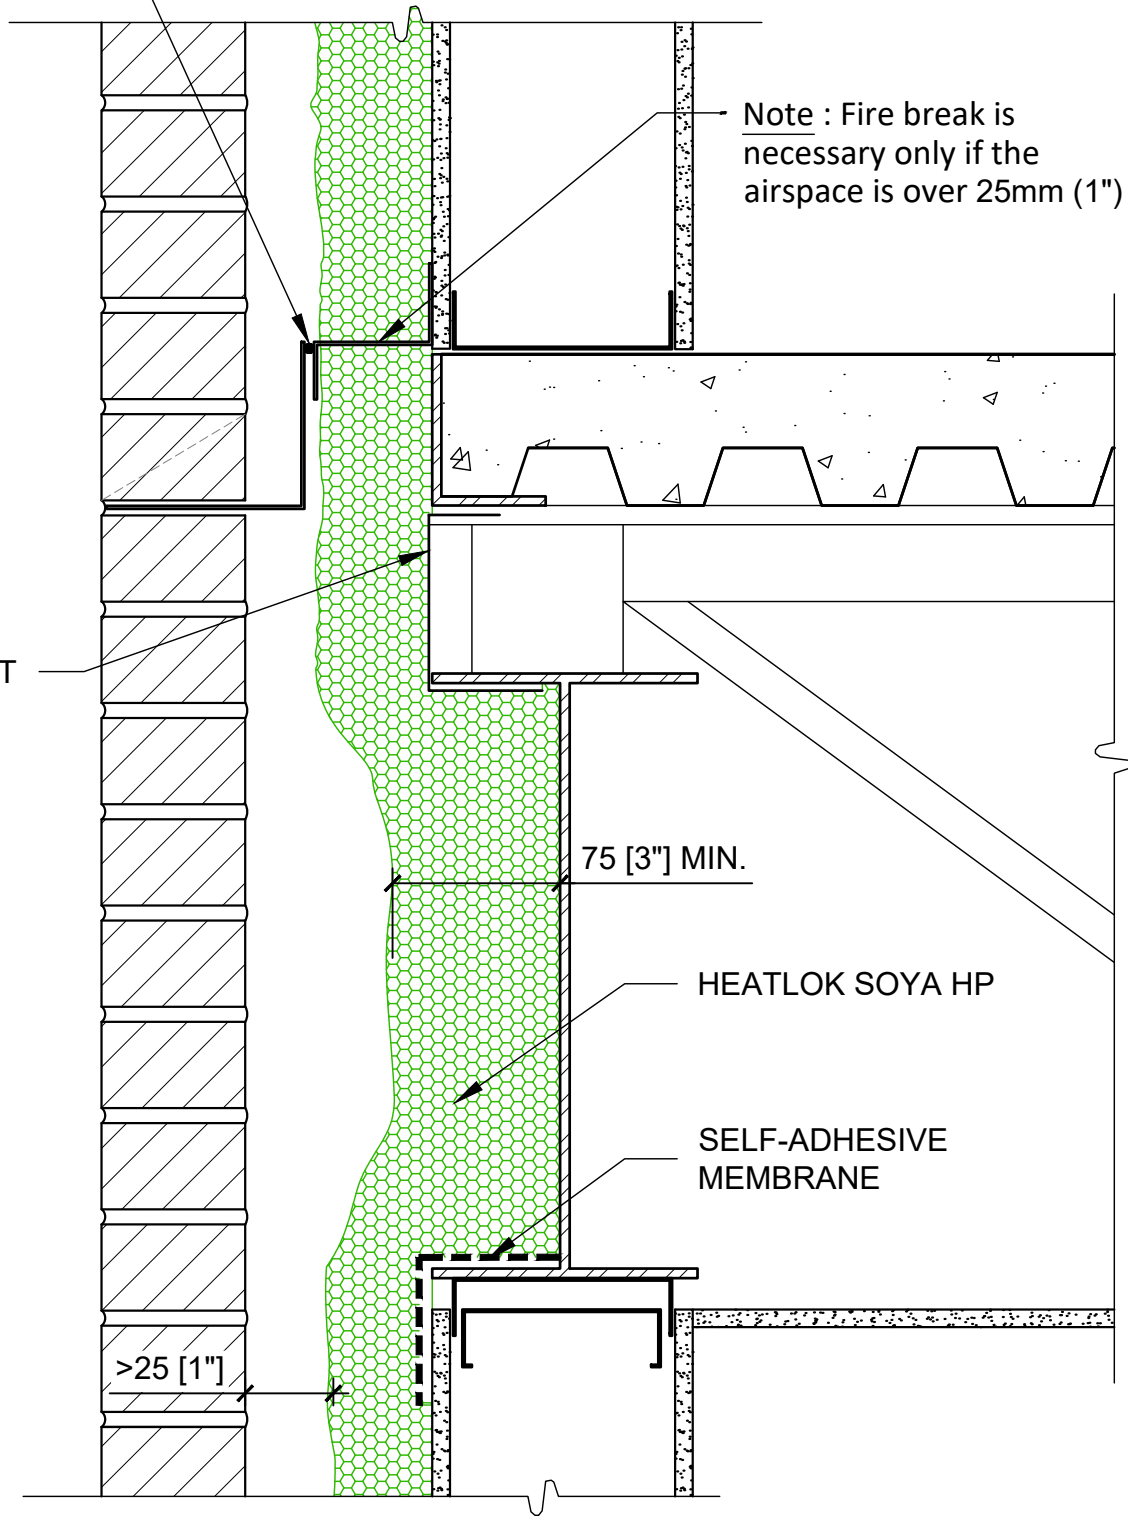 Note : Fire break is
necessary only if the
airspace is over 25mm (1")
T
75 [3"] MIN.
HEATLOK SOYA HP
SELF-ADHESIVE
MEMBRANE
>25 [1"]